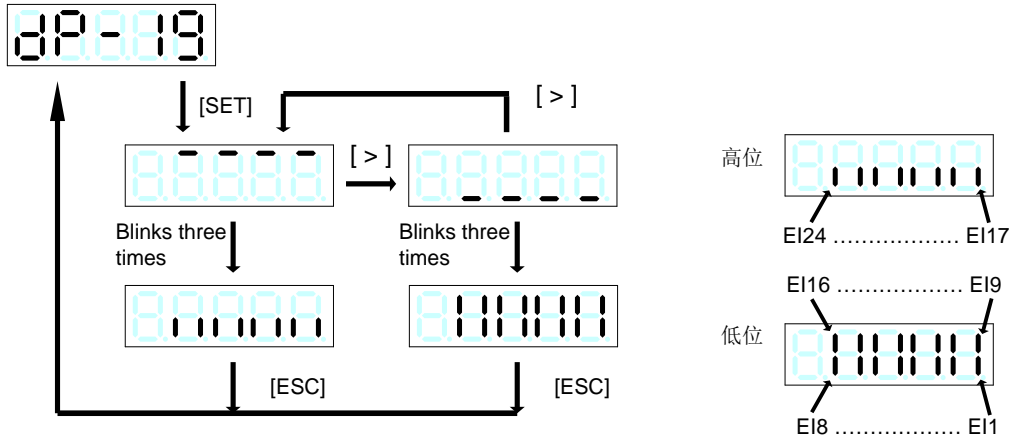 dP-19
[SET]
[ > ]
[ > ]
Blinks three
times
Blinks three
times
[ESC]
[ESC]
高位
EI24 .................. EI17
EI16 .................. EI9
低位
EI8 .................. EI1